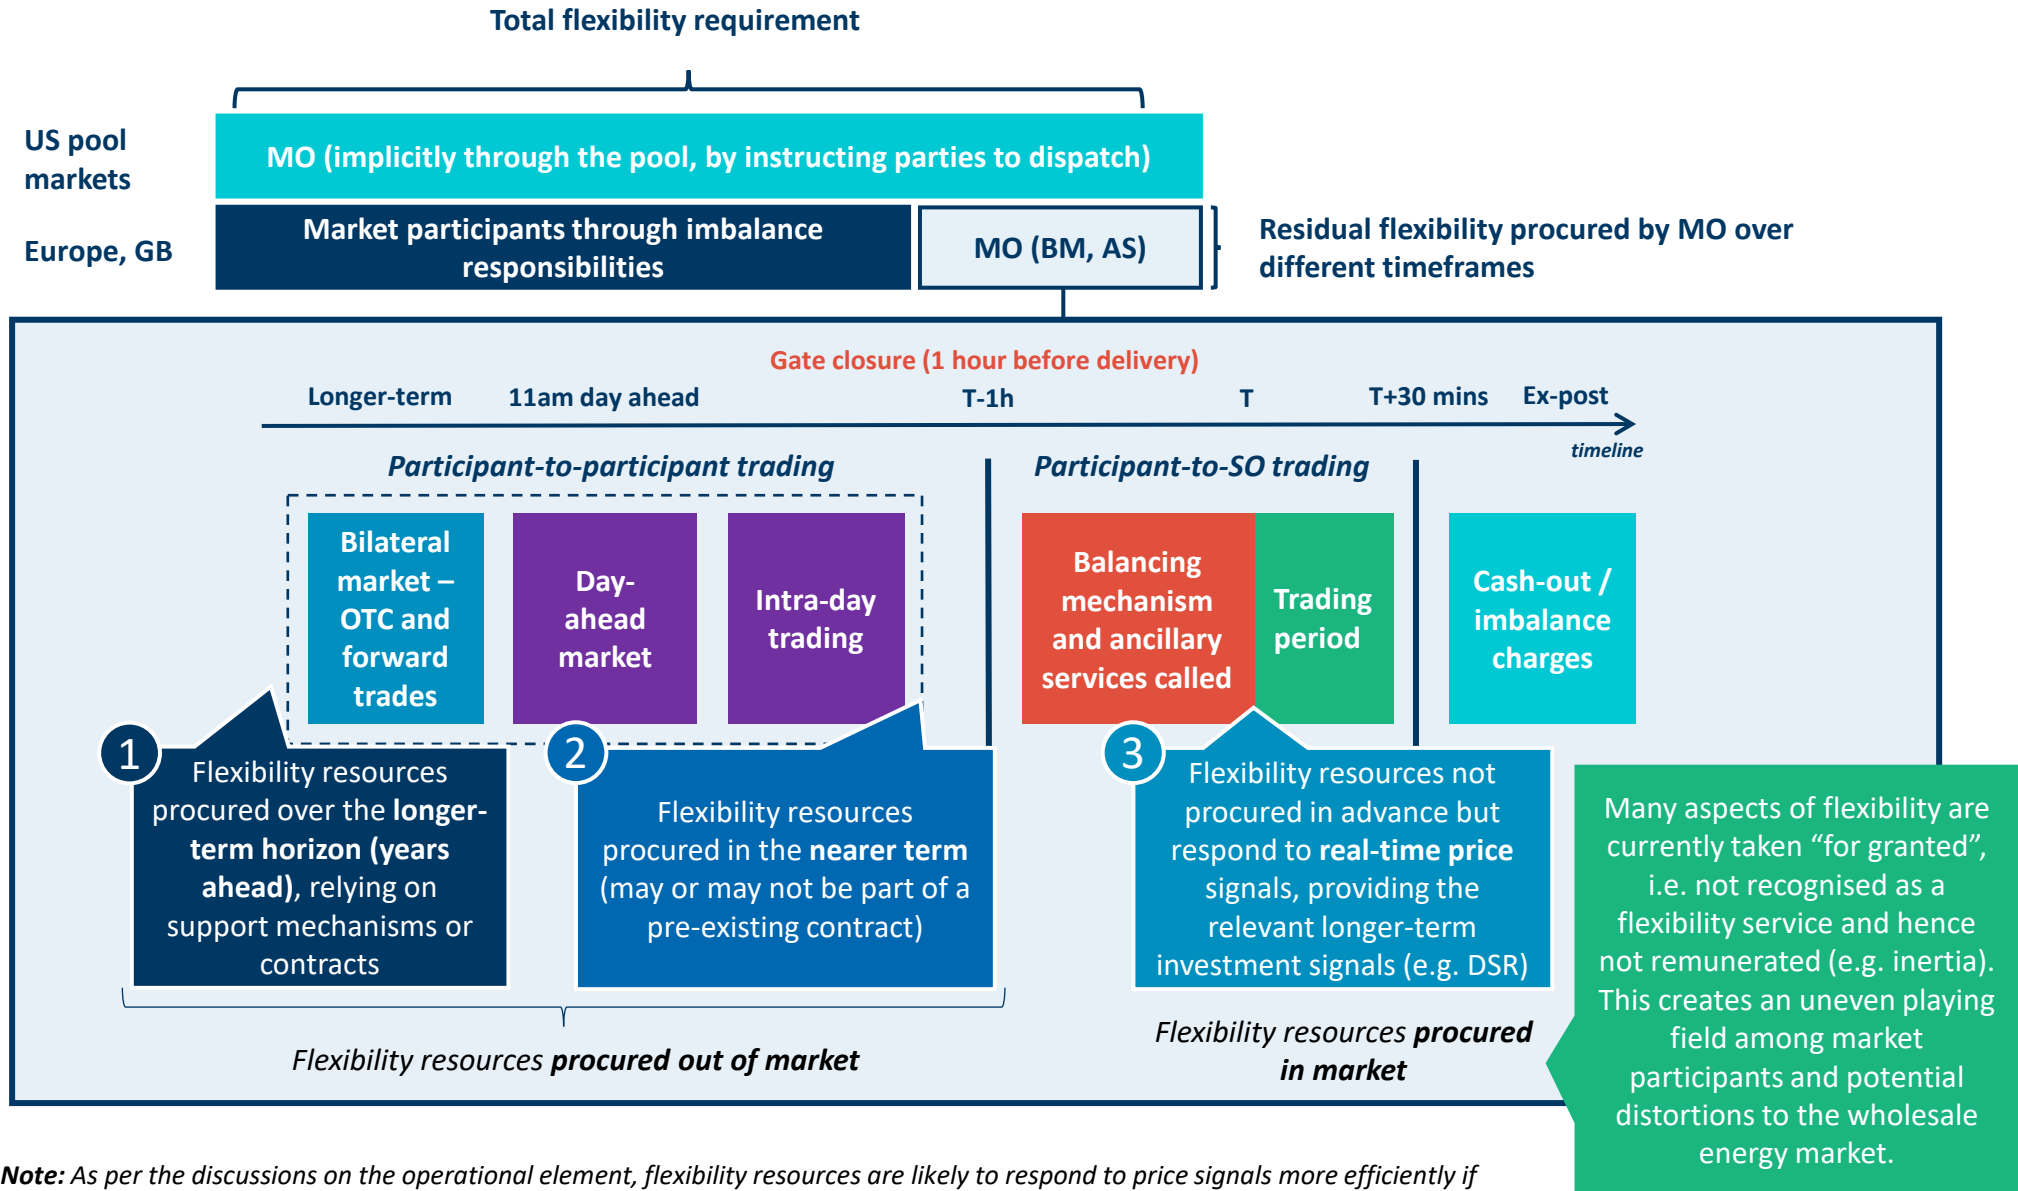 Total flexibility requirement
US pool
markets
MO (implicitly through the pool, by instructing parties to dispatch)
Europe, GB
Market participants through imbalance
responsibilities
MO (BM, AS)
Residual flexibility procured by MO over
different timeframes
Gate closure (1 hour before delivery)
Longer-term
11am day ahead
T-1h
T
T+30 mins
Ex-post
timeline
Participant-to-participant trading
Participant-to-SO trading
Bilateral
market –
OTC and
forward
trades
Day-
ahead
market
Intra-day
trading
Balancing
mechanism
and ancillary
services called
Trading
period
Cash-out /
imbalance
charges
1
Flexibility resources
procured over the longer-
term horizon (years
ahead), relying on
support mechanisms or
contracts
2
Flexibility resources
procured in the nearer term
(may or may not be part of a
pre-existing contract)
3
Flexibility resources not
procured in advance but
respond to real-time price
signals, providing the
relevant longer-term
investment signals (e.g. DSR)
Many aspects of flexibility are
currently taken “for granted”,
i.e. not recognised as a
flexibility service and hence
not remunerated (e.g. inertia).
This creates an uneven playing
field among market
participants and potential
distortions to the wholesale
energy market.
Flexibility resources procured out of market
Flexibility resources procured
in market
Note: As per the discussions on the operational element, flexibility resources are likely to respond to price signals more efficiently if